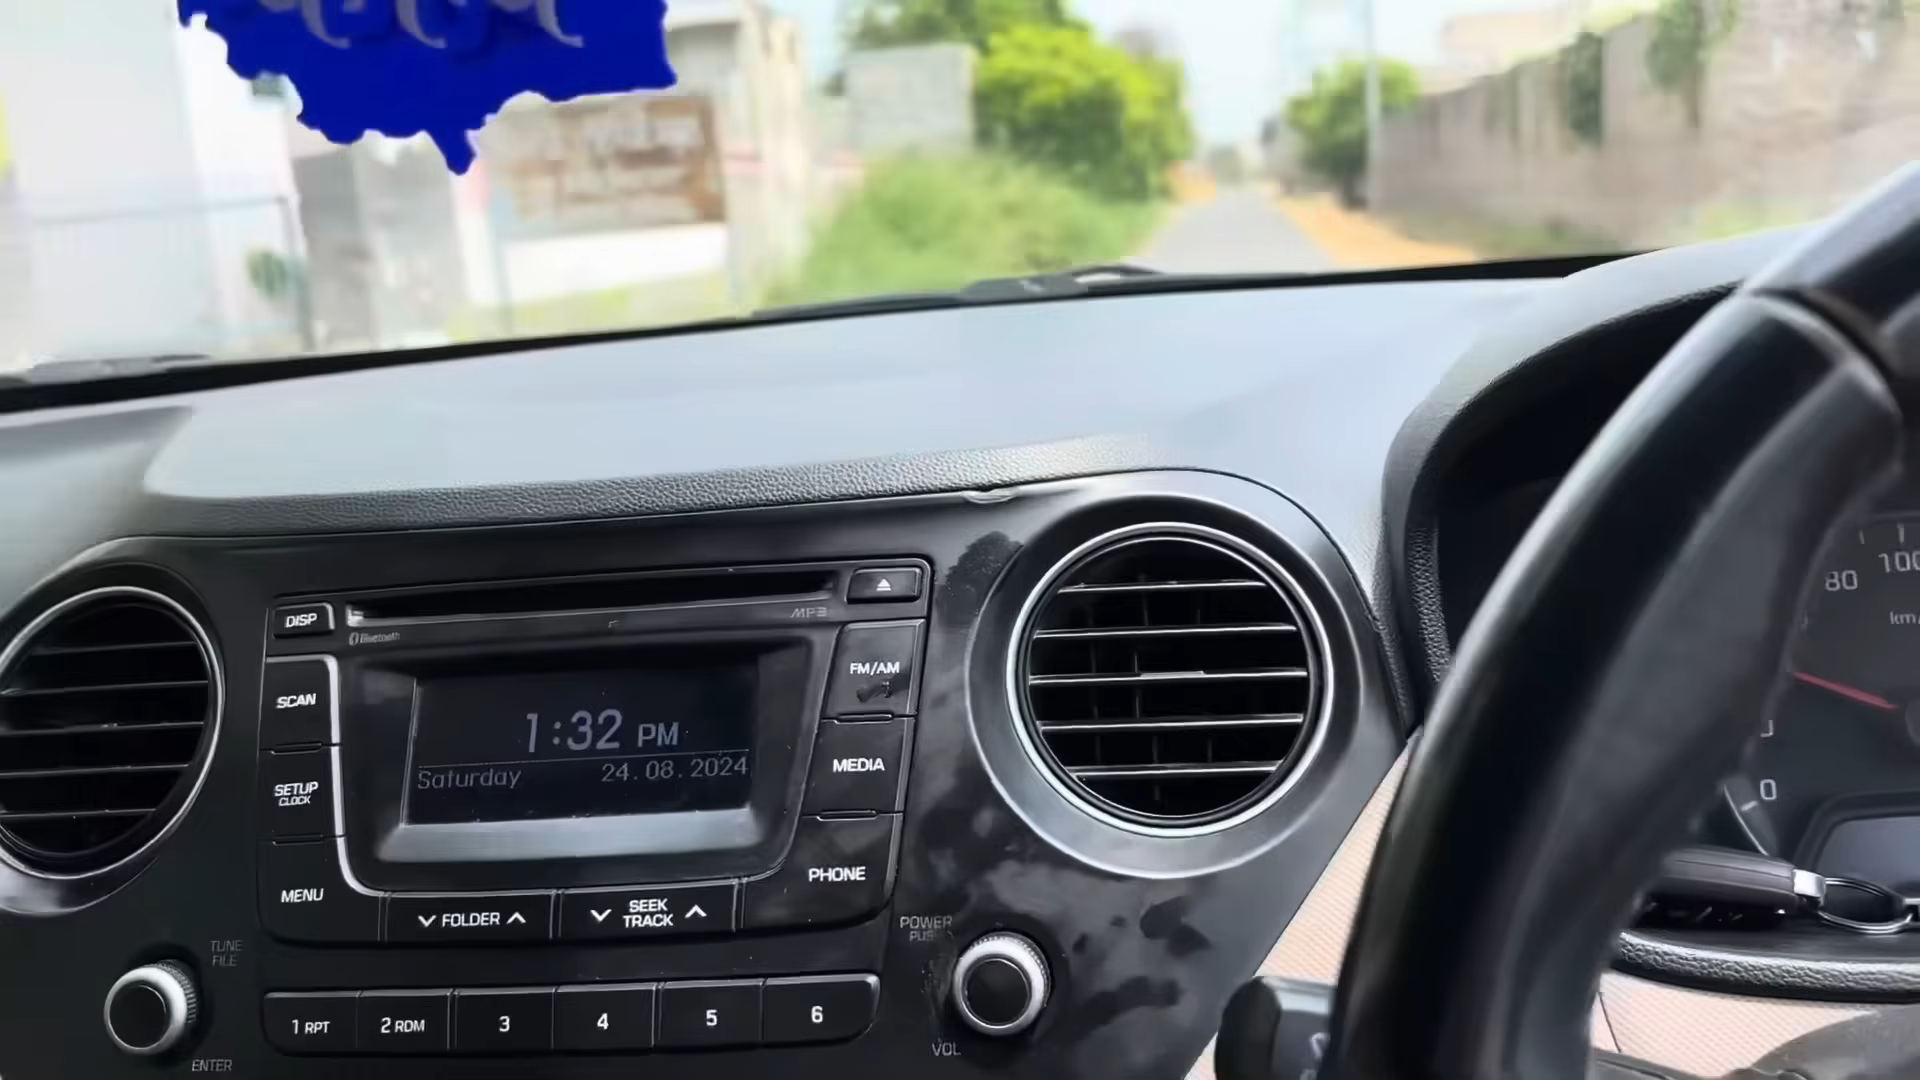 DISP
Bluetooth
MP3
SCAN
FM/AM
1:32 PM
Saturday 24.08.2024
SETUP
CLOCK
MEDIA
MENU
PHONE
FOLDER
SEEK
TRACK
TUNE
FILE
ENTER
POWER
VOL
1 RPT
2 RDM
3
4
5
6
80
100
0